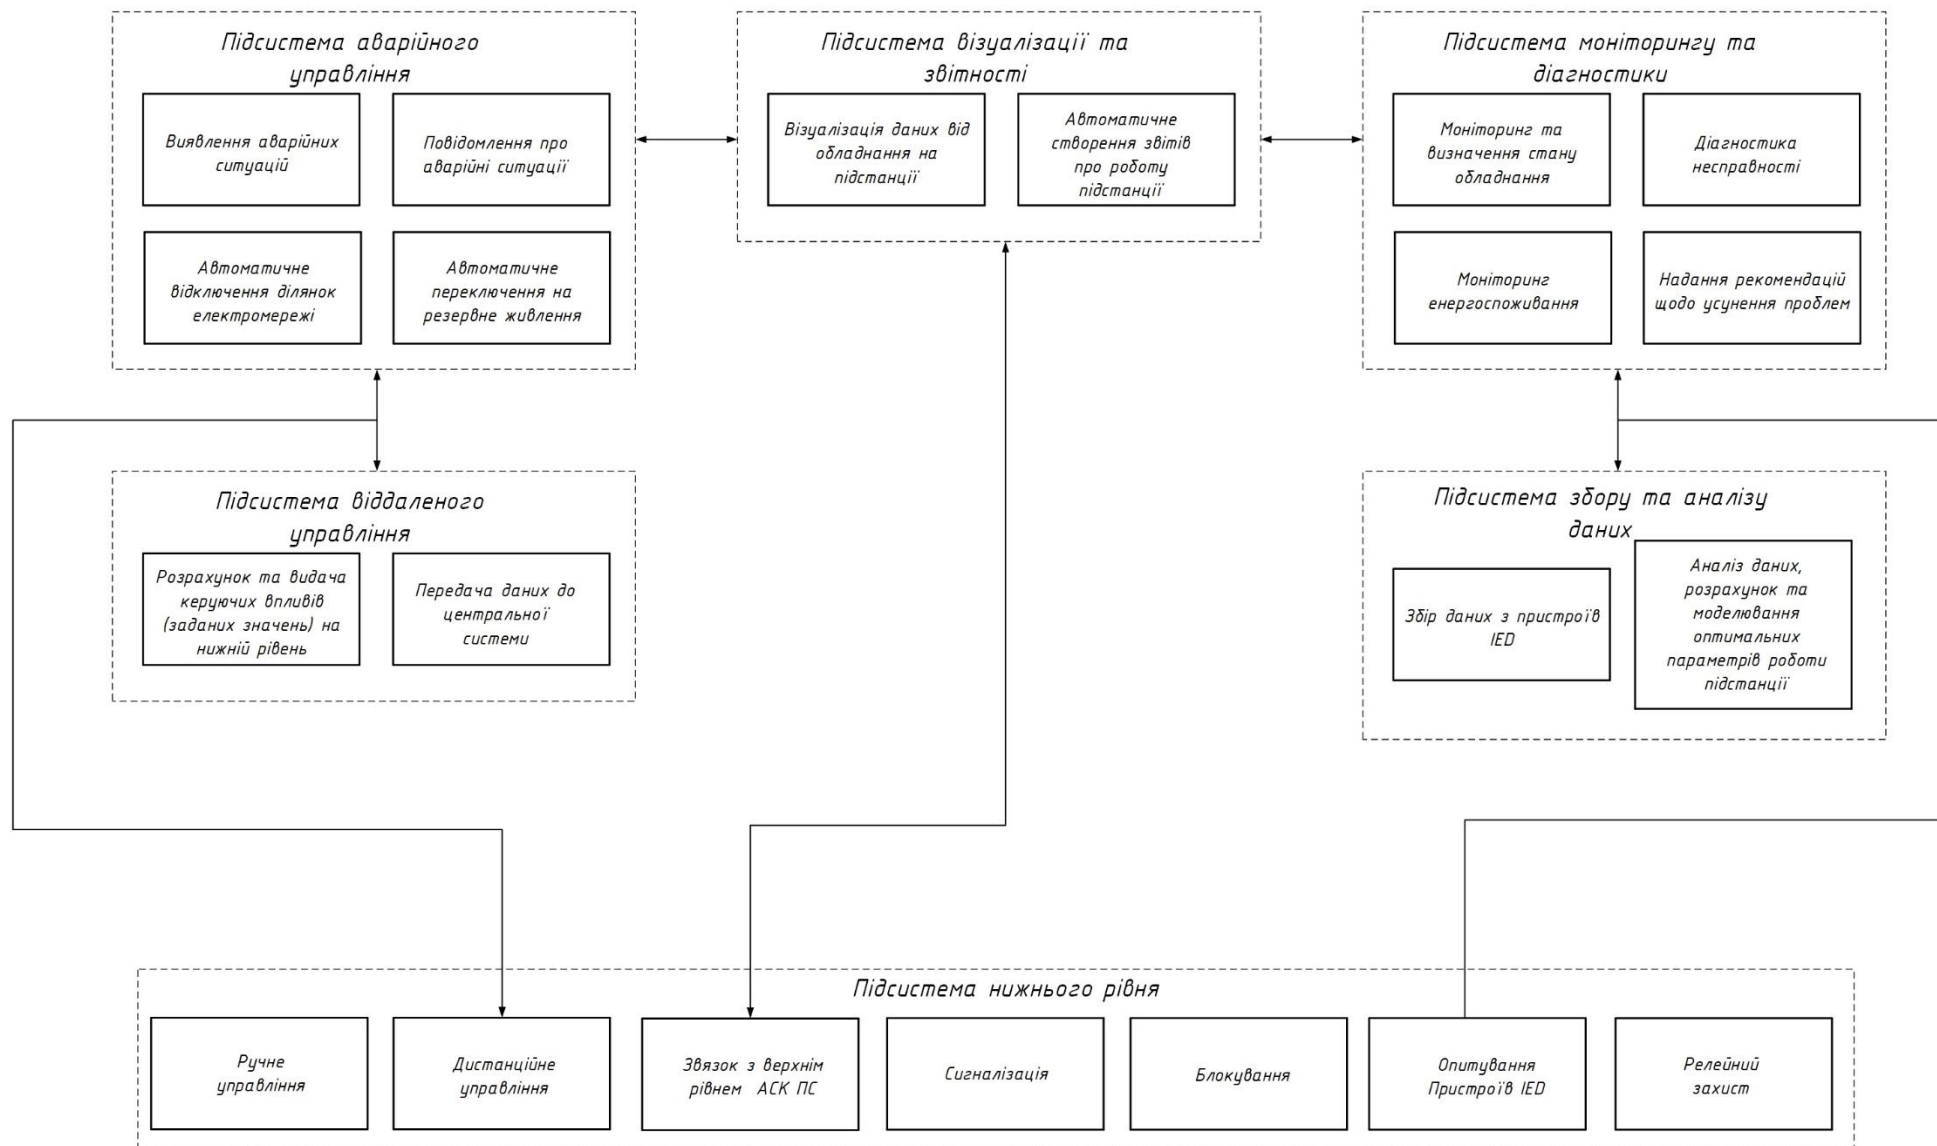 Підсистема аварійного
управління
Виявлення аварійних
ситуацій
Повідомлення про
аварійні ситуації
Автоматичне
відключення ділянок
електромережі
Автоматичне
переключення на
резервне живлення
Підсистема візуалізації та
звітності
Візуалізація даних від
обладнання на
підстанції
Автоматичне
створення звітів
про роботу
підстанції
Підсистема моніторингу та
діагностики
Моніторинг та
визначення стану
обладнання
Діагностика
несправності
Моніторинг
енергоспоживання
Надання рекомендацій
щодо усунення проблем
Підсистема віддаленого
управління
Розрахунок та видача
керуючих впливів
(заданих значень) на
нижній рівень
Передача даних до
центральної
системи
Підсистема збору та аналізу
даних
Збір даних з пристроїв
IED
Аналіз даних,
розрахунок та
моделювання
оптимальних
параметрів роботи
підстанції
Підсистема нижнього рівня
Ручне
управління
Дистанційне
управління
Звязок з верхнім
рівнем АСК ПС
Сигналізація
Блокування
Опитування
Пристроїв IED
Релейний
захист